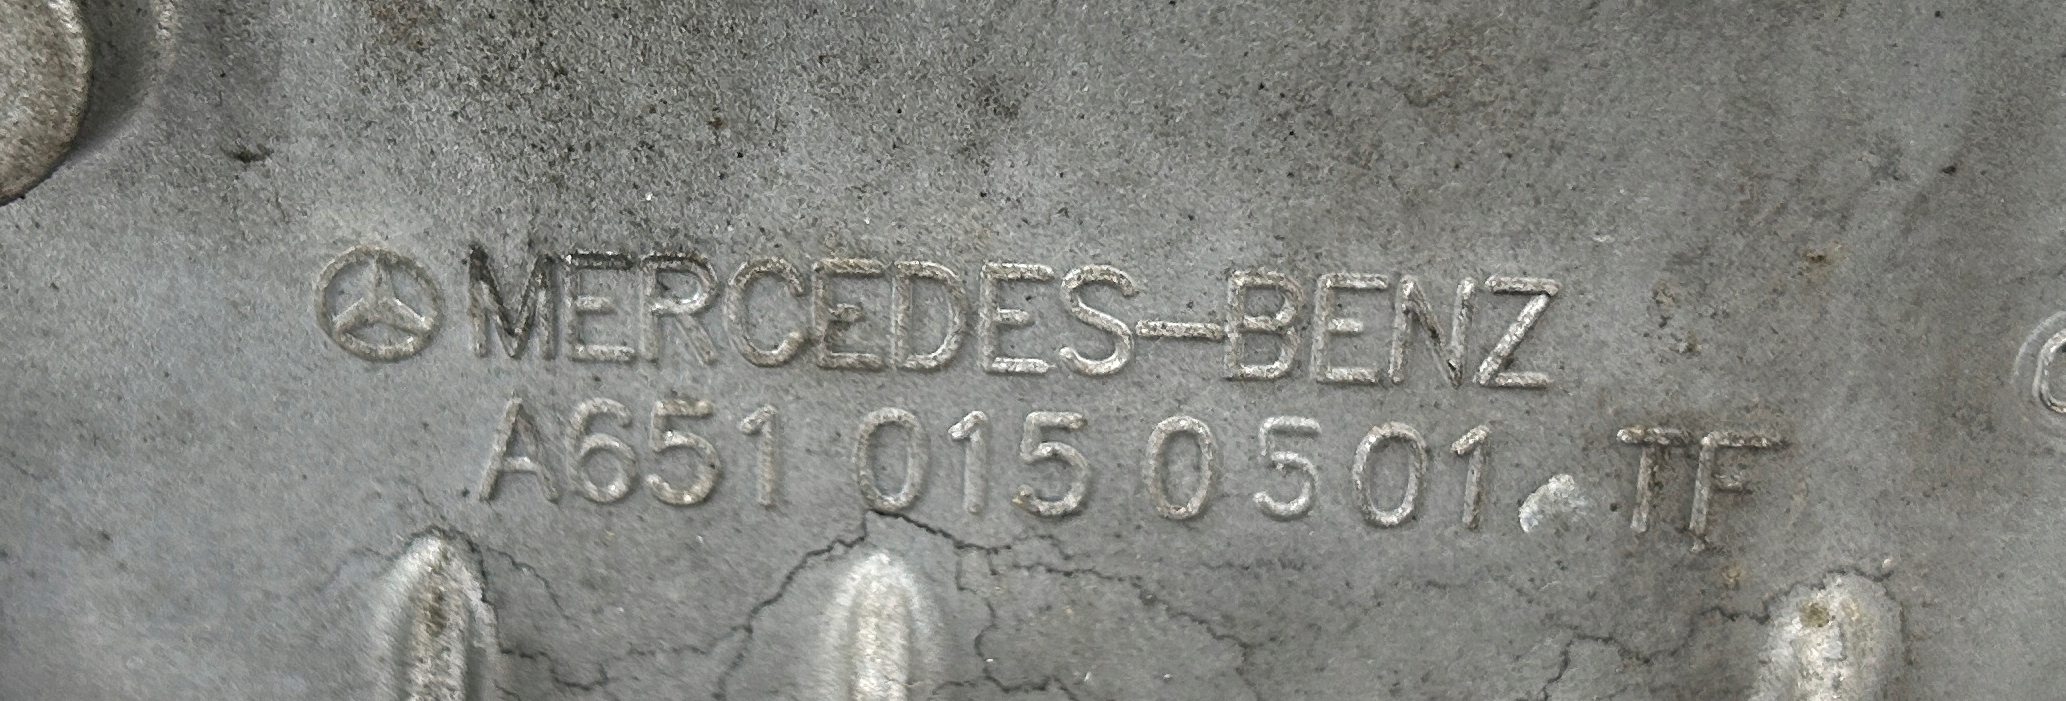 MERCEDES-BENZ
A651 015 0501 TF